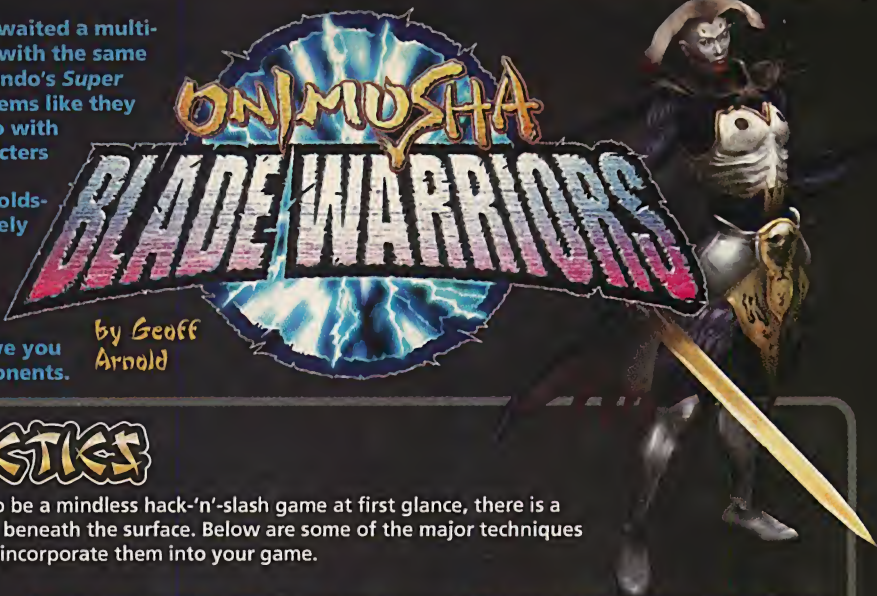 waited a multi-
with the same
ndo's Super
ems like they
o with
cters
olds-
ely
ONIMUSHA
BLADE WARRIORS
by Geoff
Arnold
ve you
onents.
CTICS
o be a mindless hack-'n'-slash game at first glance, there is a
beneath the surface. Below are some of the major techniques
incorporate them into your game.